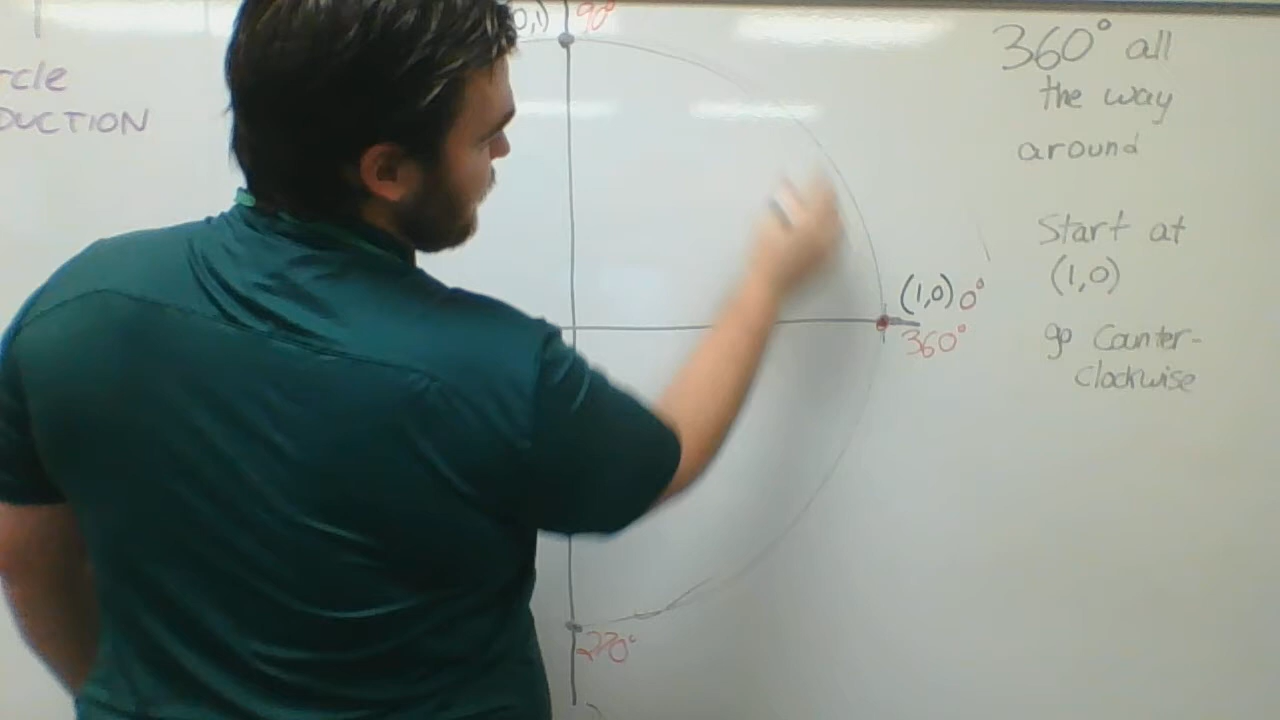 rcle
DUCTION
0,1) 90°
(1,0) 0°
360°
270°
360° all
the way
around
Start at
(1,0)
go Counter-
Clockwise